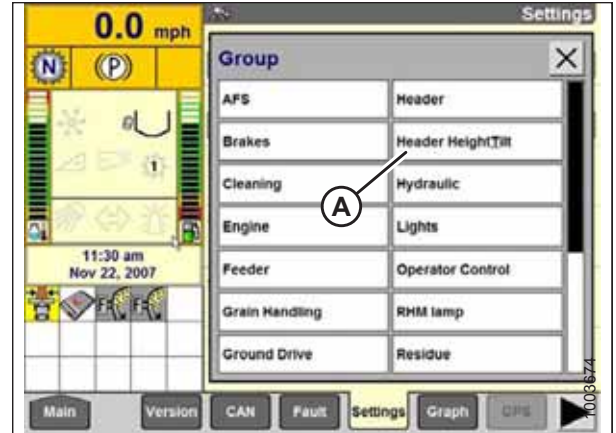 0.0 mph
Settings
N
(P)
1
11:30 am
Nov 22, 2007
F
F
Group
X
AFS
Header
Brakes
Header Height⁄Tilt
Cleaning
Hydraulic
A
Engine
Lights
Feeder
Operator Control
Grain Handling
RHM lamp
Ground Drive
Residue
Main
Version
CAN
Fault
Settings
Graph
GPS
1003674